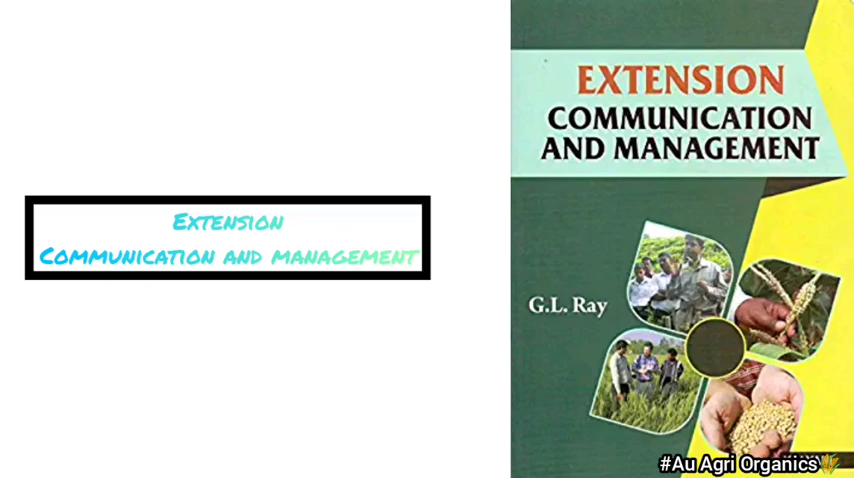 Extension
Communication and management
EXTENSION
COMMUNICATION
AND MANAGEMENT
G.L. Ray
#Au Agri Organics🌾